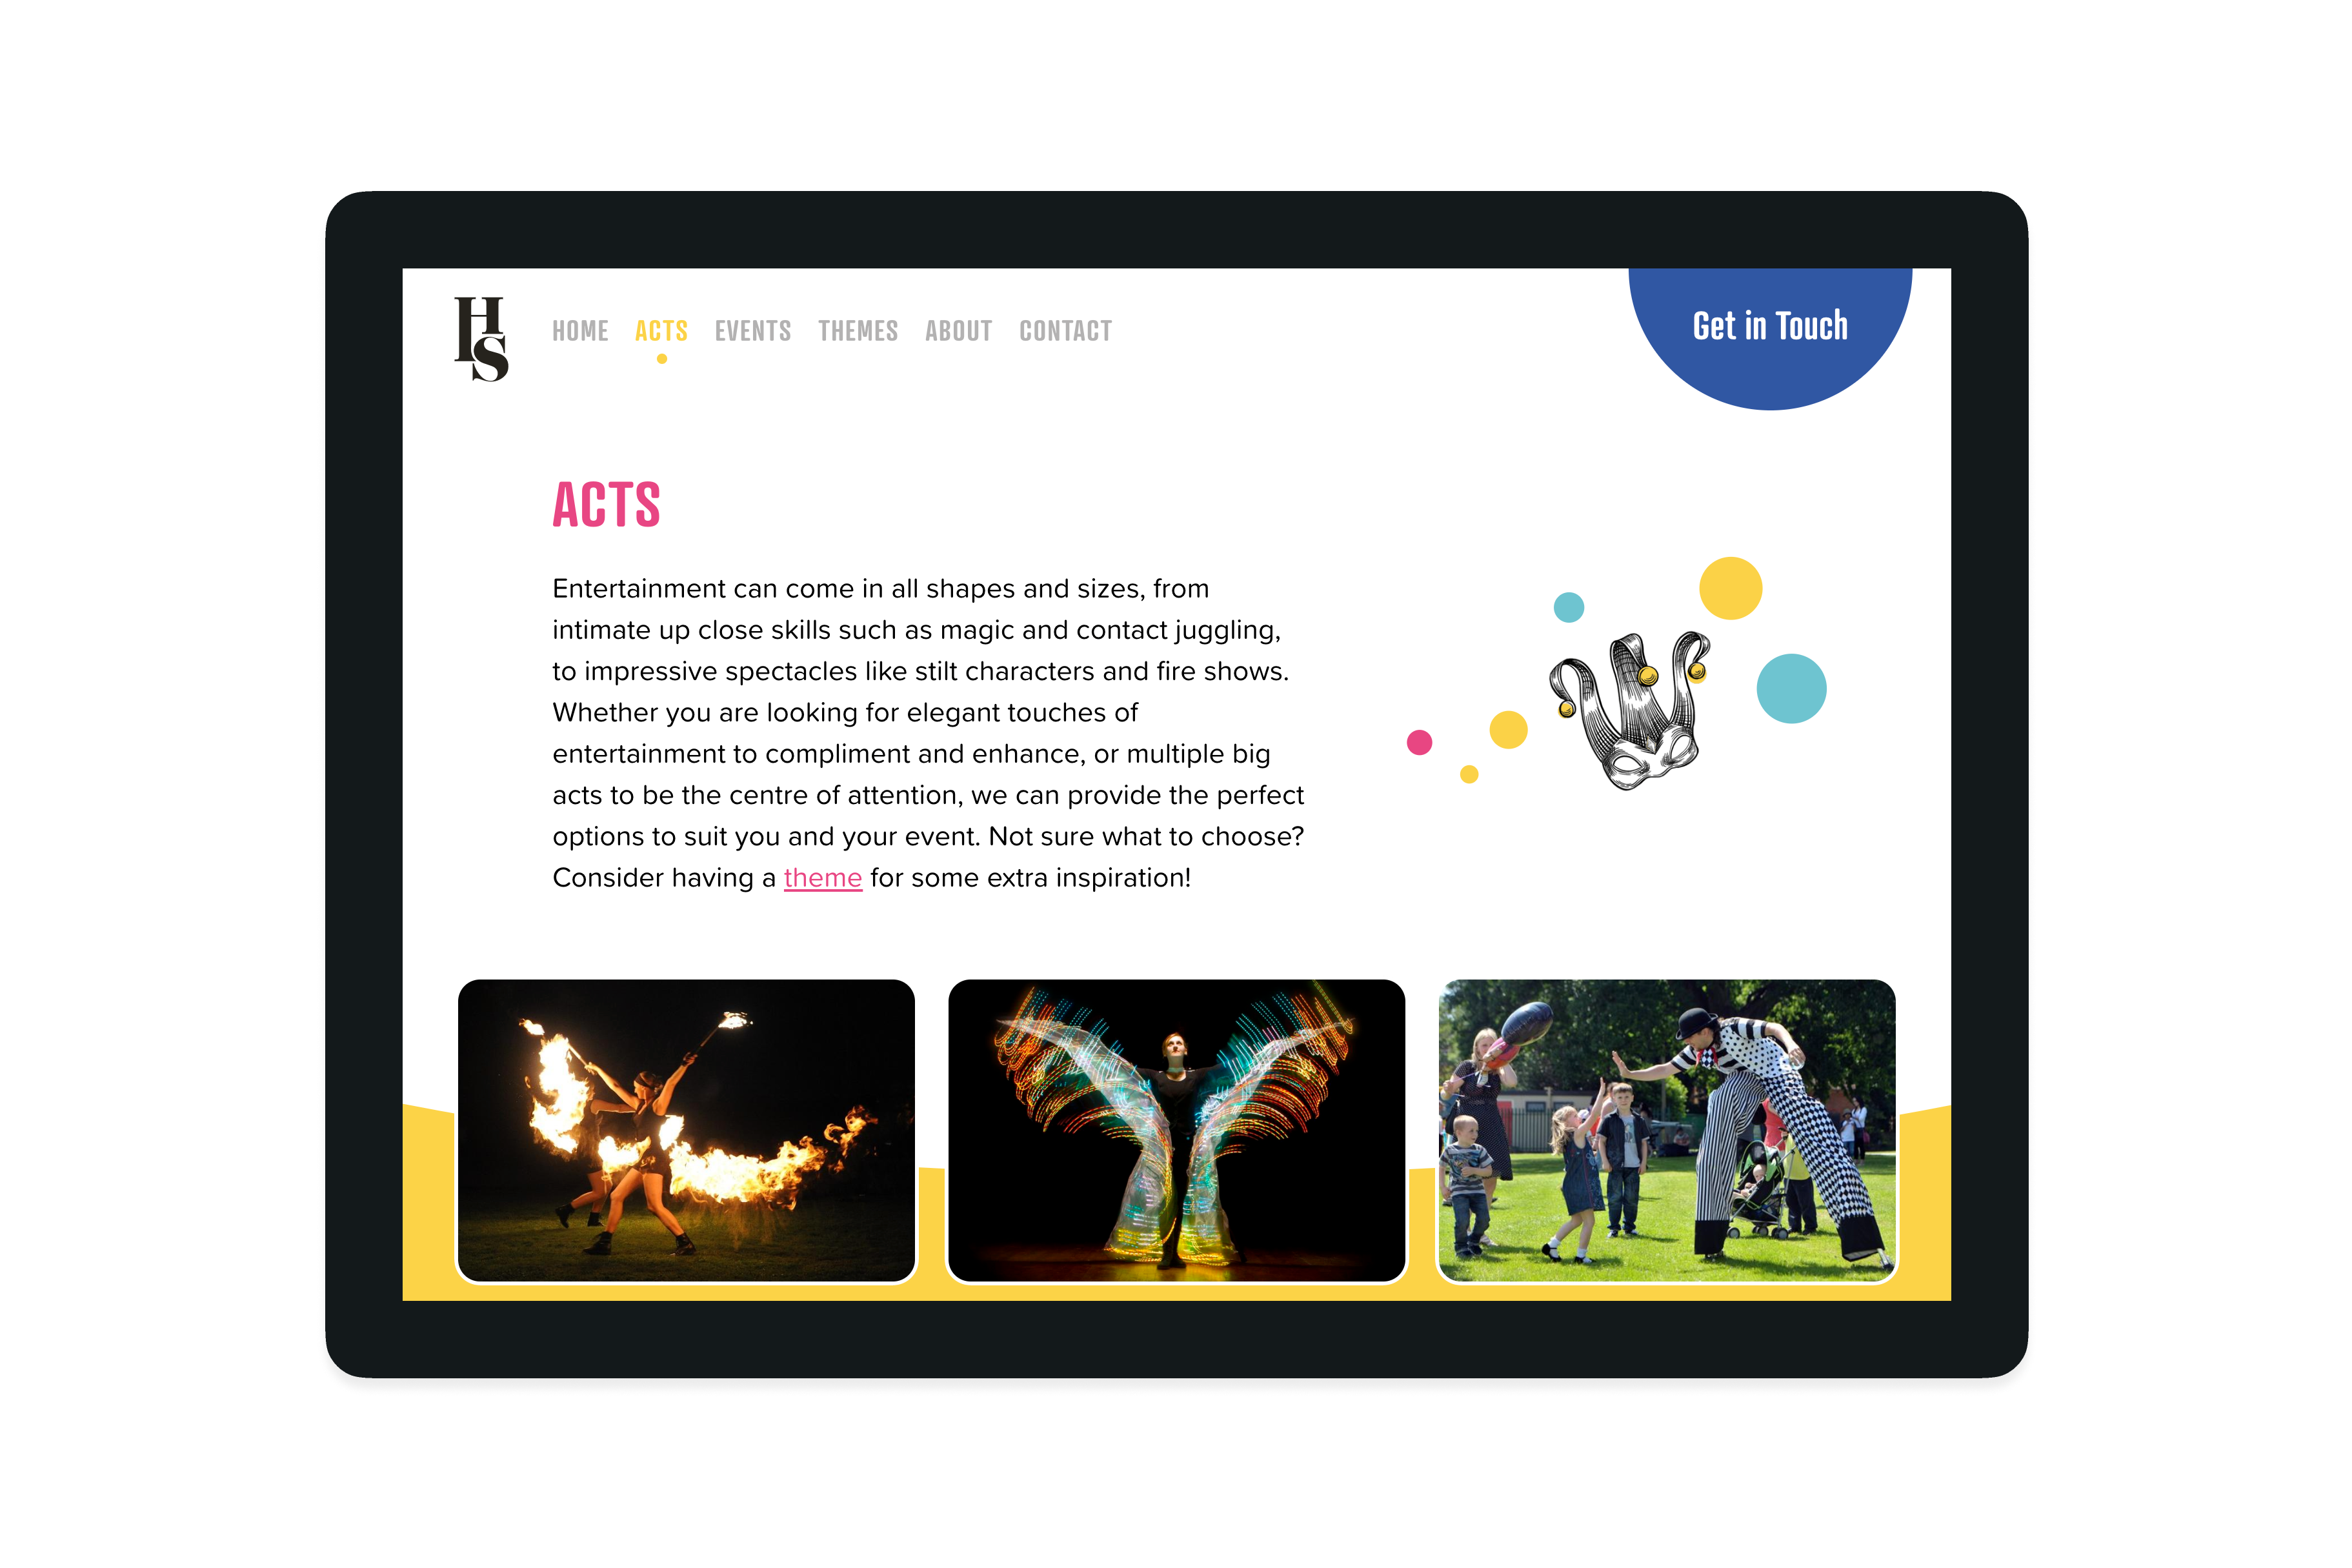 HS
HOME ACTS EVENTS THEMES ABOUT CONTACT
Get in Touch
ACTS
Entertainment can come in all shapes and sizes, from
intimate up close skills such as magic and contact juggling,
to impressive spectacles like stilt characters and fire shows.
Whether you are looking for elegant touches of
entertainment to compliment and enhance, or multiple big
acts to be the centre of attention, we can provide the perfect
options to suit you and your event. Not sure what to choose?
Consider having a theme for some extra inspiration!